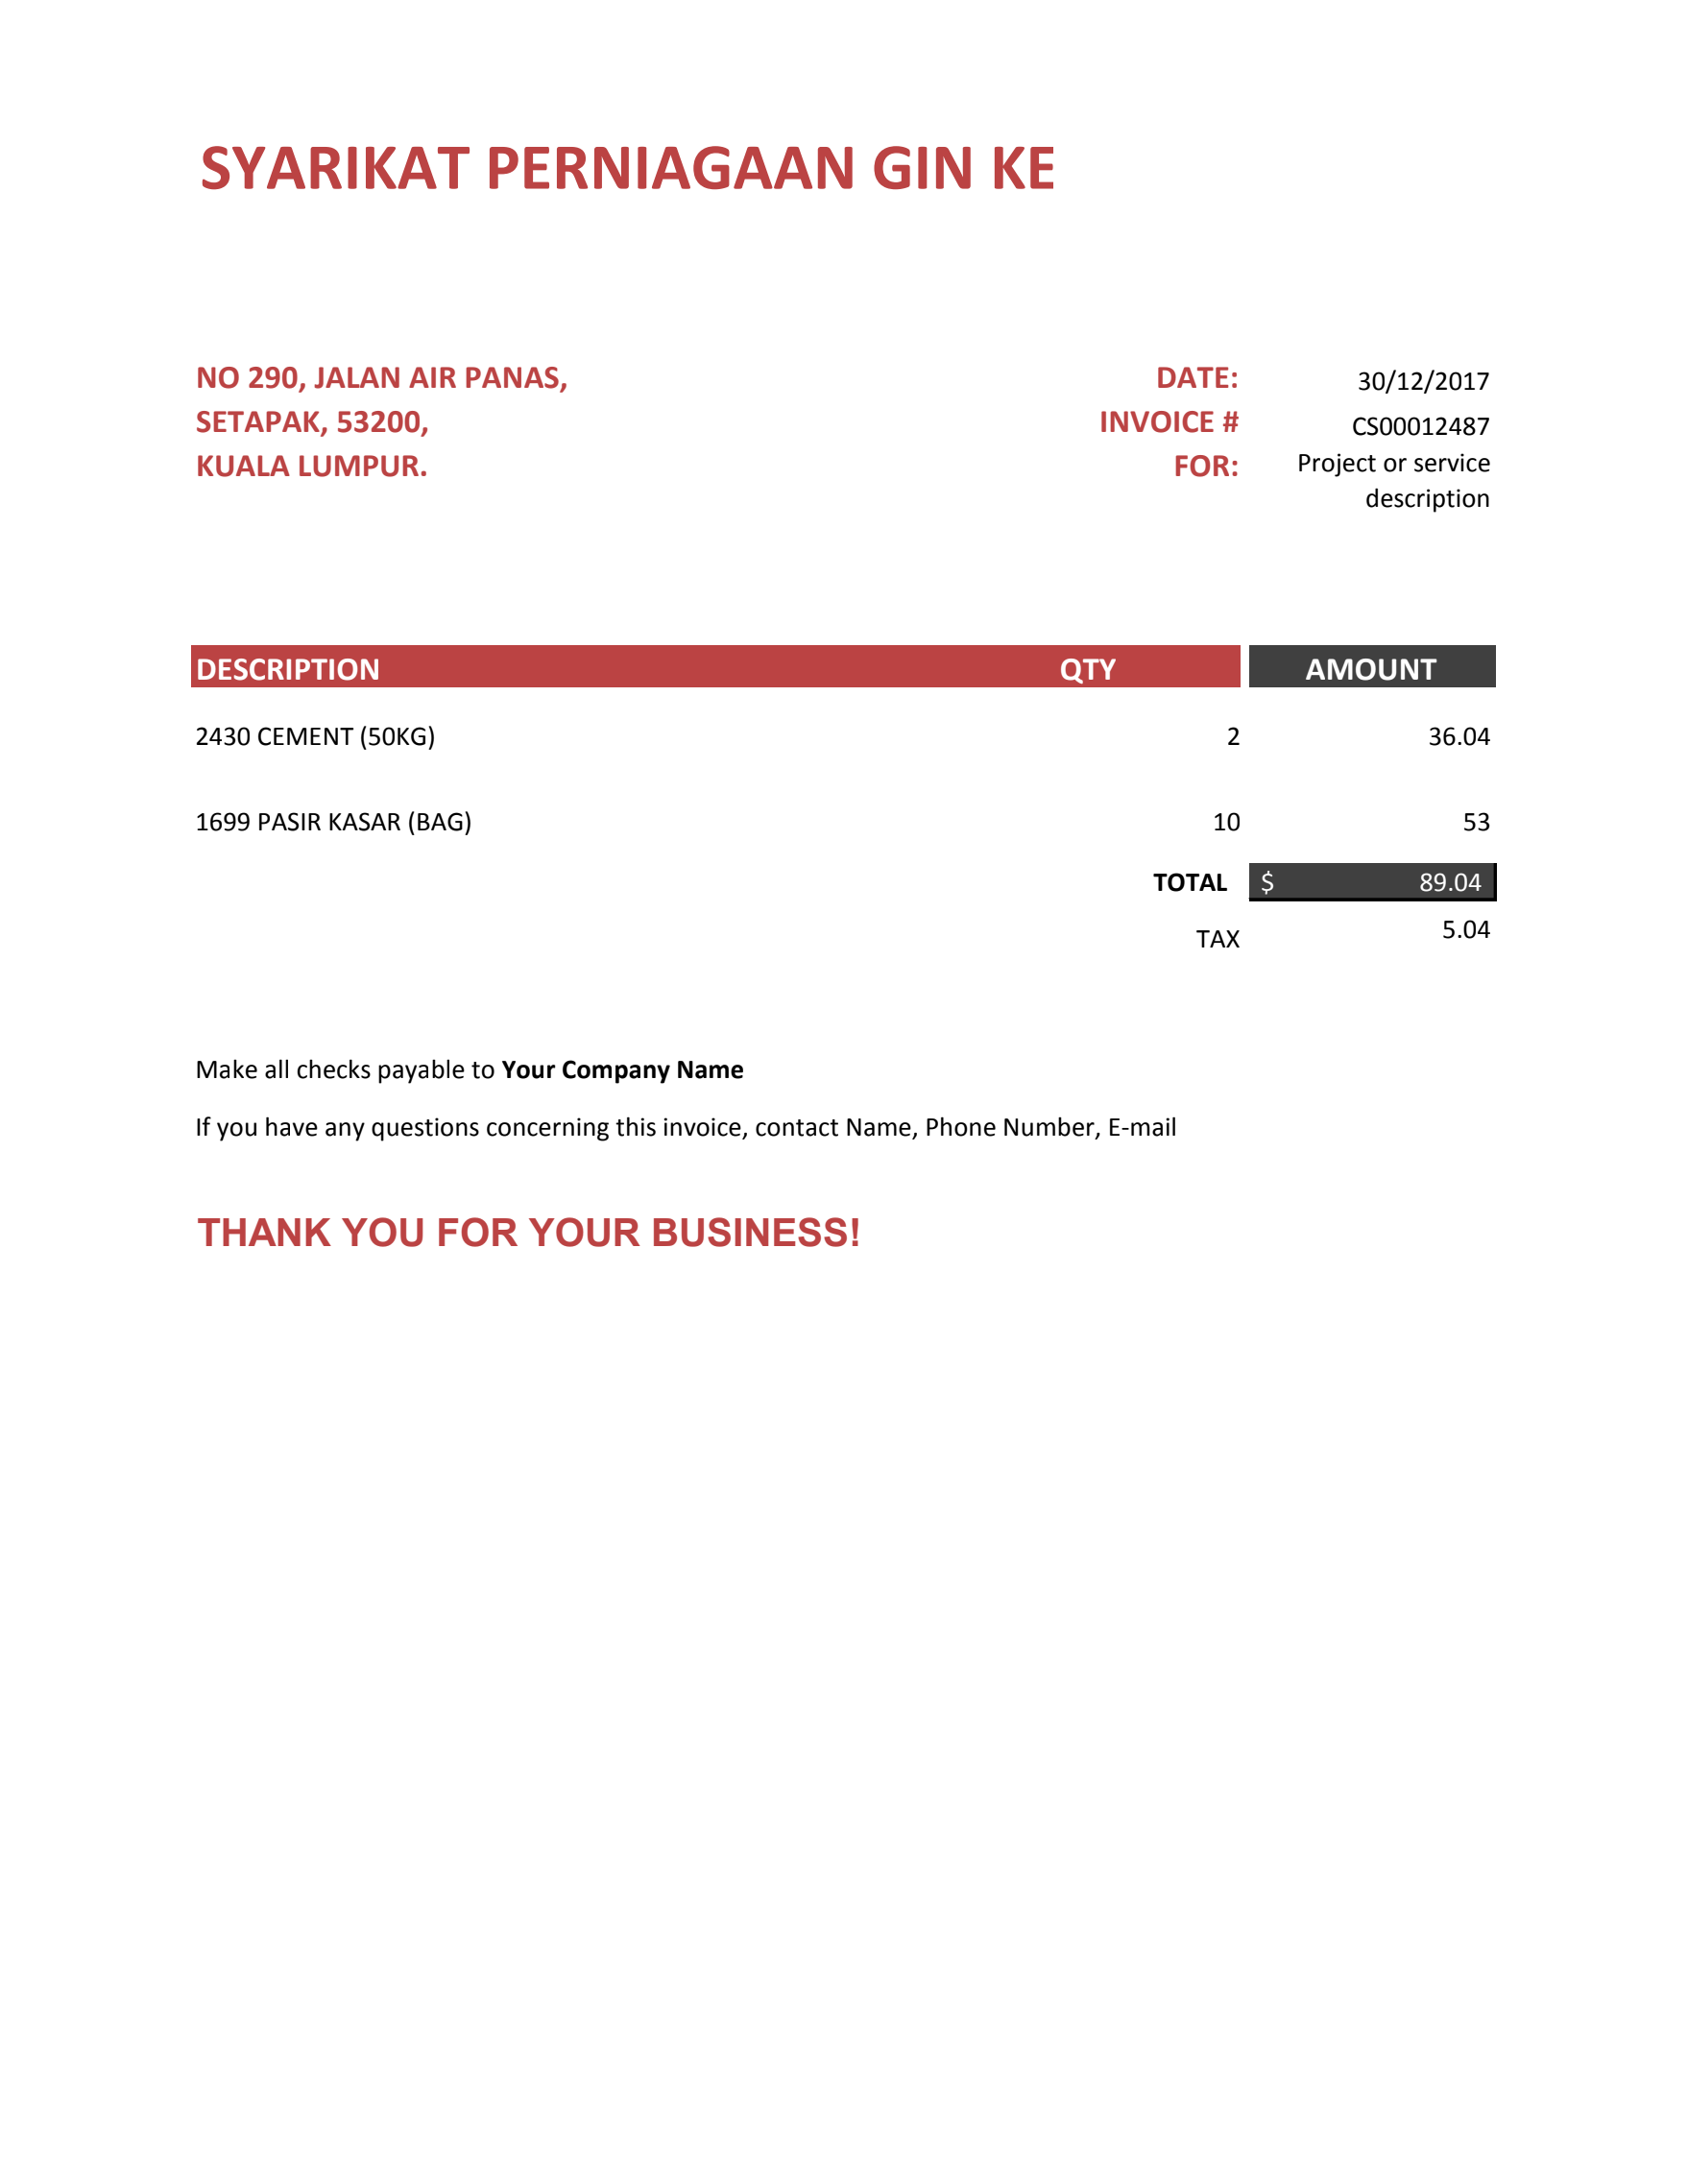 SYARIKAT PERNIAGAAN GIN KE
NO 290, JALAN AIR PANAS,
SETAPAK, 53200,
KUALA LUMPUR.
DATE: 30/12/2017
INVOICE # CS00012487
FOR: Project or service
description
DESCRIPTION QTY AMOUNT
2430 CEMENT (50KG) 2 36.04
1699 PASIR KASAR (BAG) 10 53
TOTAL $ 89.04
TAX 5.04
Make all checks payable to Your Company Name
If you have any questions concerning this invoice, contact Name, Phone Number, E-mail
THANK YOU FOR YOUR BUSINESS!